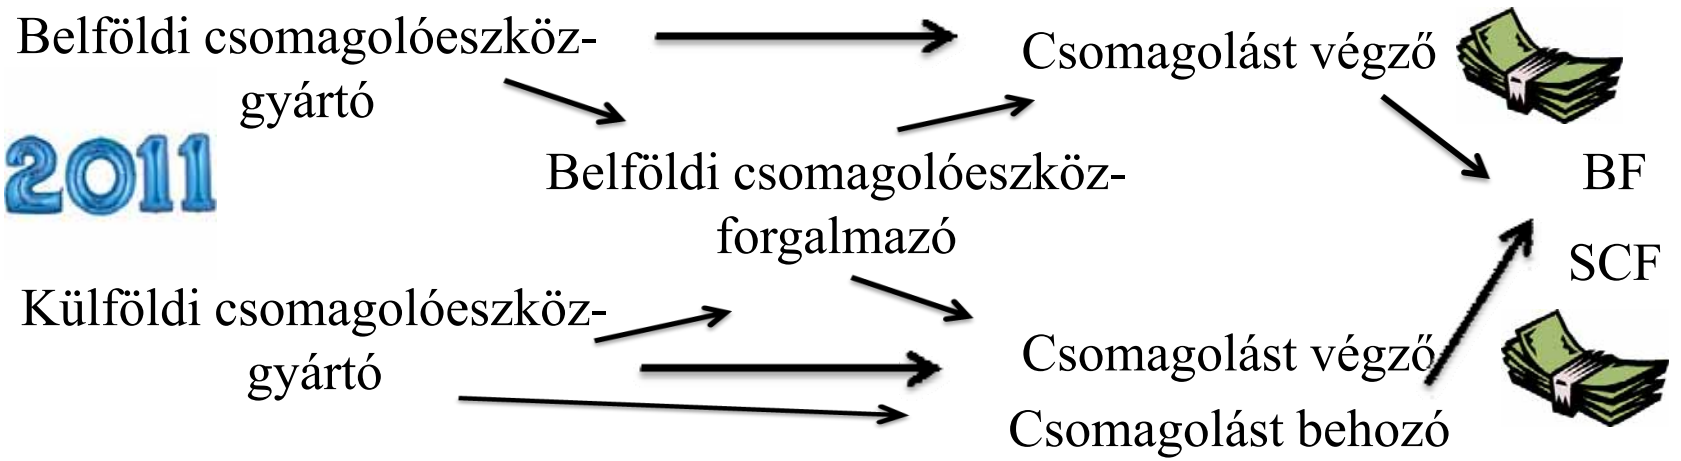 Belföldi csomagolóeszköz-
gyártó
Csomagolást végző
2011
Belföldi csomagolóeszköz-
forgalmazó
BF
SCF
Külföldi csomagolóeszköz-
gyártó
Csomagolást végző
Csomagolást behozó